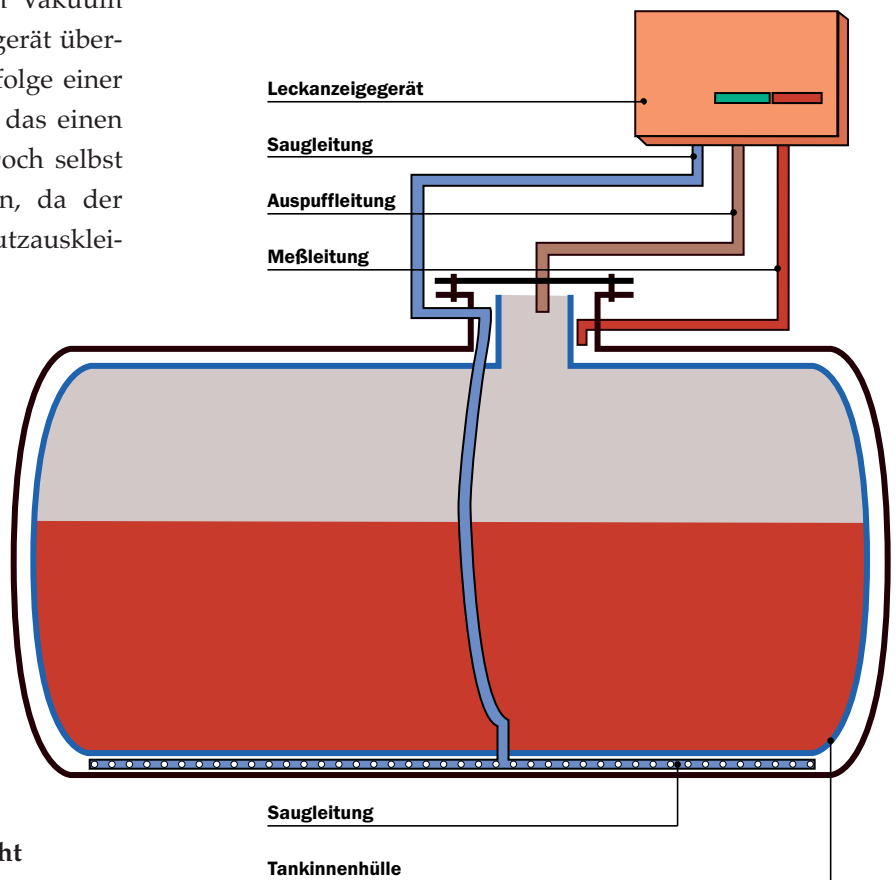 Vakuum
gerät über-
folge einer
das einen
och selbst
n, da der
utzausklei-
Leckanzeigegerät
Saugleitung
Auspuffleitung
Meßleitung
Saugleitung
Tankinnenhülle
ht